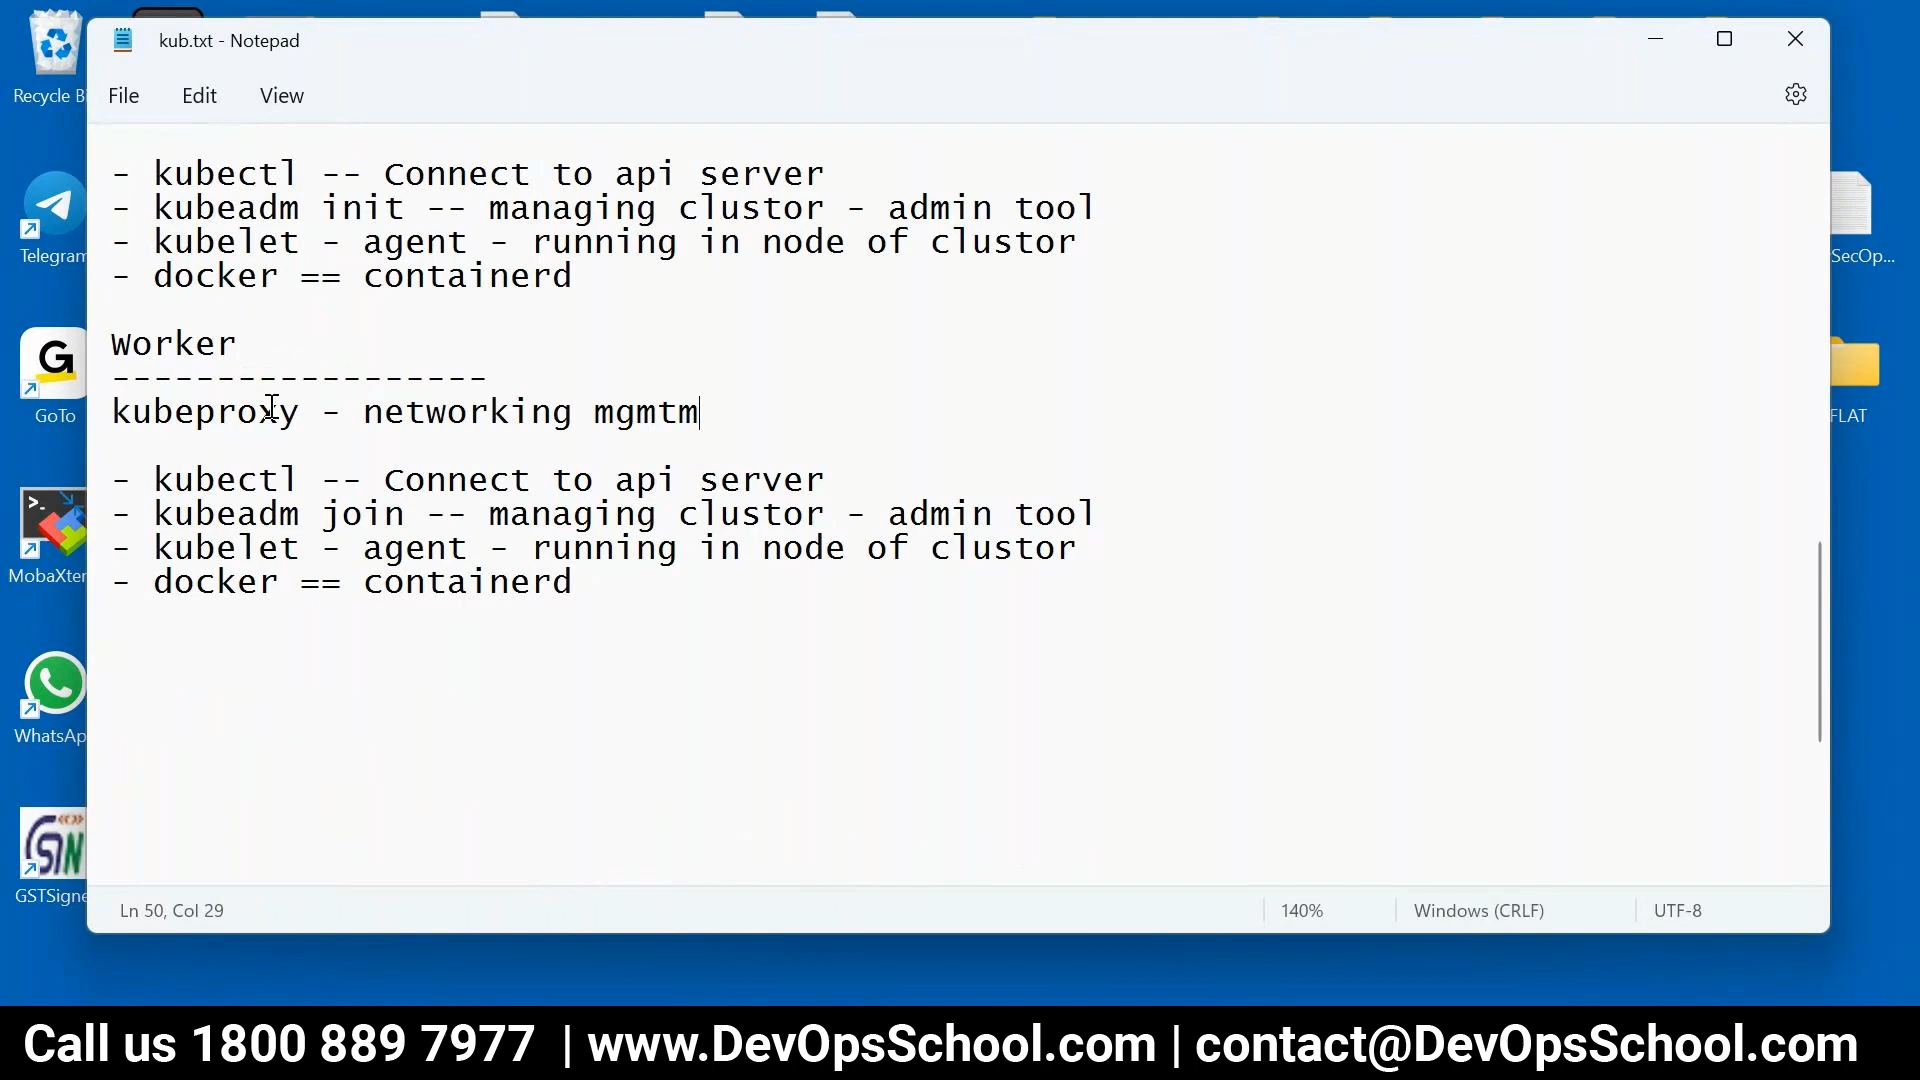 kub.txt - Notepad
Recycle Bi
File Edit View
- kubectl -- Connect to api server
- kubeadm init -- managing clustor - admin tool
- kubelet - agent - running in node of clustor
- docker == containerd
Telegram
SecOp...
Worker
------------------
kubeproxy - networking mgmtm
GoTo
FLAT
- kubectl -- Connect to api server
- kubeadm join -- managing clustor - admin tool
- kubelet - agent - running in node of clustor
- docker == containerd
MobaXter
WhatsAp
GSTSigne
Ln 50, Col 29 140% Windows (CRLF) UTF-8
Call us 1800 889 7977 | www.DevOpsSchool.com | contact@DevOpsSchool.com